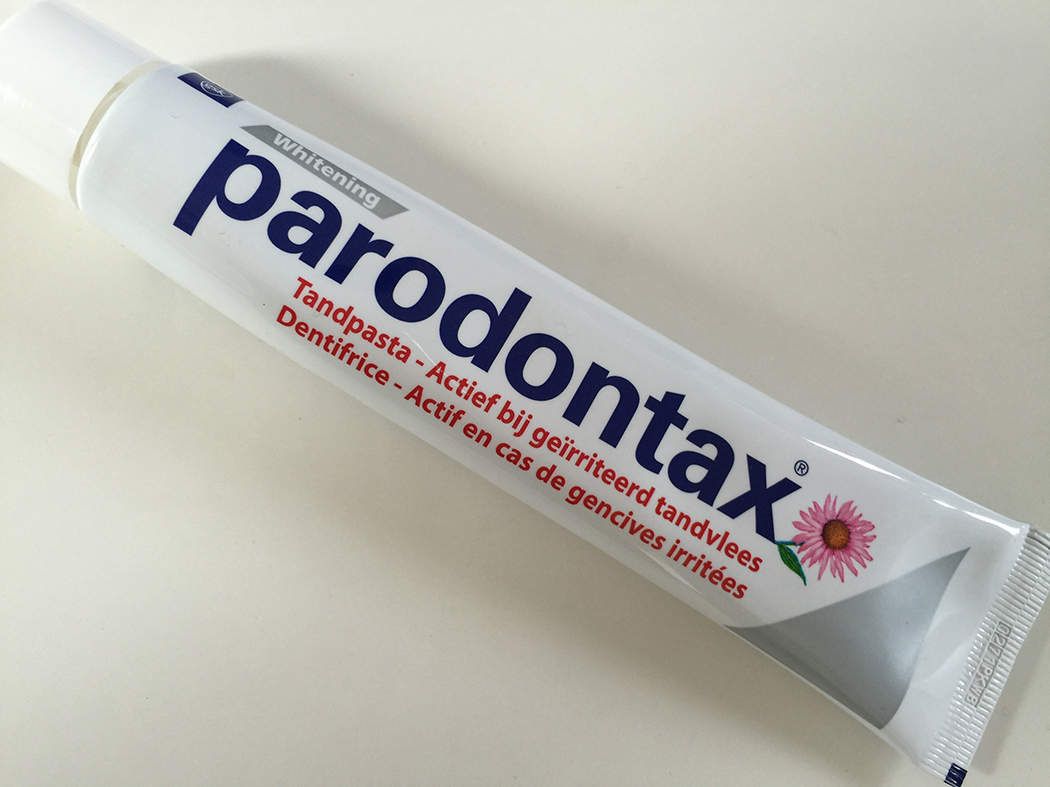 Whitening
parodontax®
Tandpasta - Actief bij geïrriteerd tandvlees
Dentifrice - Actif en cas de gencives irritées